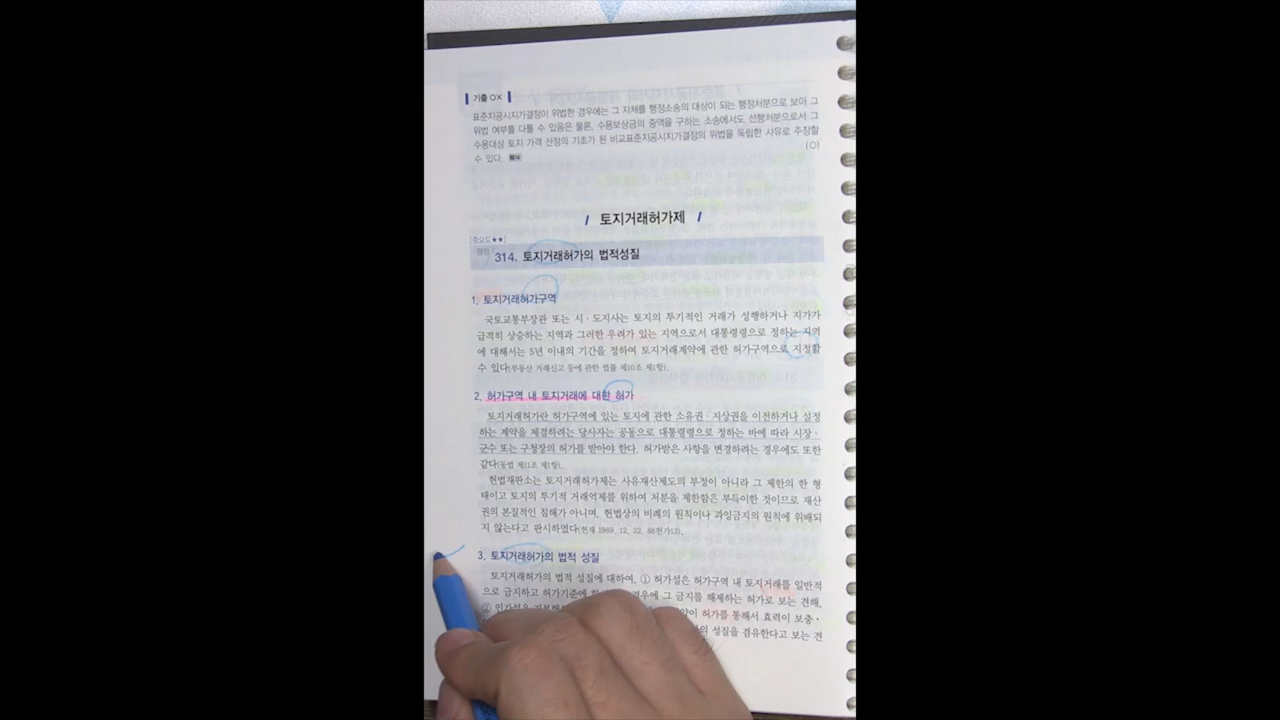 기출 OX
표준지공시지가결정이 위법한 경우에는 그 자체를 행정소송의 대상이 되는 행정처분으로 보아 그
위법 여부를 다툴 수 있음은 물론, 수용보상금의 증액을 구하는 소송에서도 선행처분으로서 그
수용대상 토지 가격 산정의 기초가 된 비교표준지공시지가결정의 위법을 독립한 사유로 주장할
수 있다. (O)
/ 토지거래허가제 /
[중요도★★]
행정
314. 토지거래허가의 법적성질
1. 토지거래허가구역
국토교통부장관 또는 시·도지사는 토지의 투기적인 거래가 성행하거나 지가가
급격히 상승하는 지역과 그러한 우려가 있는 지역으로서 대통령령으로 정하는 지역
에 대해서는 5년 이내의 기간을 정하여 토지거래계약에 관한 허가구역으로 지정할
수 있다(부동산 거래신고 등에 관한 법률 제10조 제1항).
2. 허가구역 내 토지거래에 대한 허가
토지거래허가란 허가구역에 있는 토지에 관한 소유권·지상권을 이전하거나 설정
하는 계약을 체결하려는 당사자는 공동으로 대통령령으로 정하는 바에 따라 시장·
군수 또는 구청장의 허가를 받아야 한다. 허가받은 사항을 변경하려는 경우에도 또한
같다(동법 제11조 제1항).
헌법재판소는 토지거래허가제는 사유재산제도의 부정이 아니라 그 제한의 한 형
태이고 토지의 투기적 거래억제를 위하여 처분을 제한함은 부득이한 것이므로 재산
권의 본질적인 침해가 아니며, 헌법상의 비례의 원칙이나 과잉금지의 원칙에 위배되
지 않는다고 판시하였다(헌재 1989. 12. 22. 88헌가13).
3. 토지거래허가의 법적 성질
토지거래허가의 법적 성질에 대하여, ① 허가설은 허가구역 내 토지거래를 일반적
으로 금지하고 허가기준에 경우에 그 금지를 해제하는 허가로 보는 견해,
② 인가설은 허가를 통해서 효력이 보충·
성질을 겸유한다고 보는 견